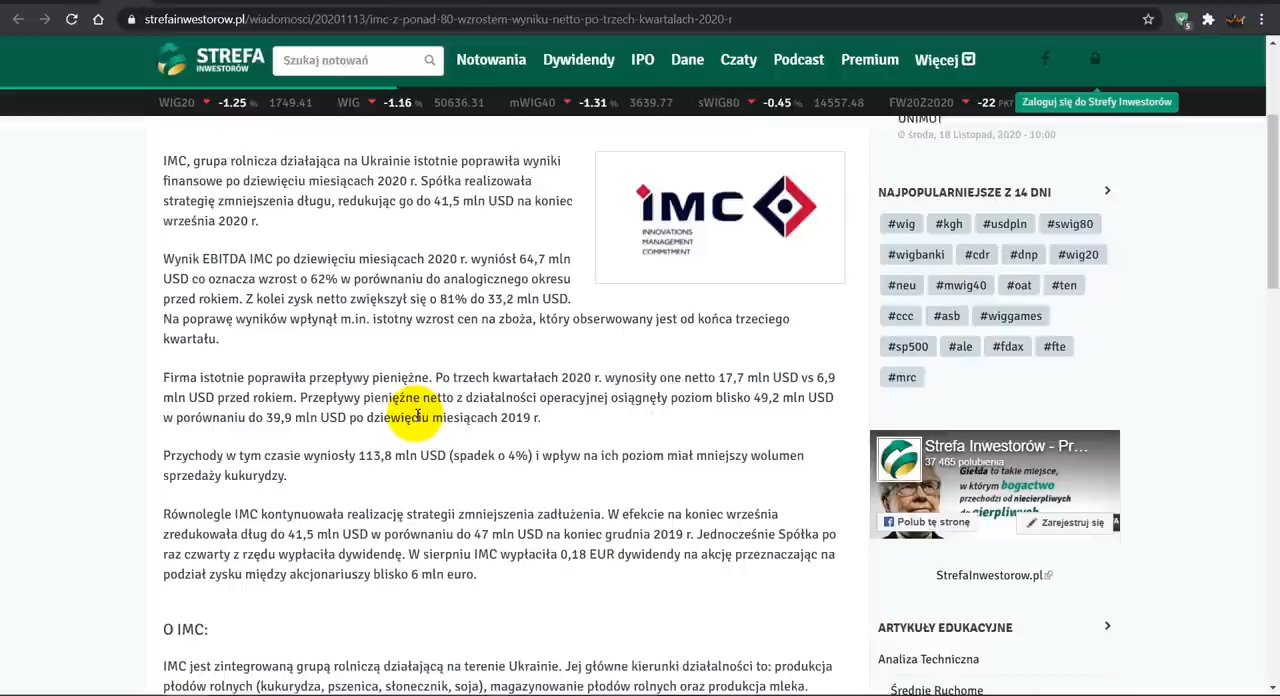 strefainwestorow.pl/wiadomosci/20201113/imc-z-ponad-80-wzrostem-wyniku-netto-po-trzech-kwartalach-2020-r
5
STREFA
INWESTORÓW
Szukaj notowań
Notowania Dywidendy IPO Dane Czaty Podcast Premium Więcej
WIG20 -1.25 % 1749.41 WIG -1.16 % 50636.31 mWIG40 -1.31 % 3639.77 sWIG80 -0.45 % 14557.48 FW20Z2020 -22 PKT Zaloguj się do Strefy Inwestorów
IMC, grupa rolnicza działająca na Ukrainie istotnie poprawiła wyniki
finansowe po dziewięciu miesiącach 2020 r. Spółka realizowała
strategię zmniejszenia długu, redukując go do 41,5 mln USD na koniec
września 2020 r.
iMC
INNOVATIONS
MANAGEMENT
COMMITMENT
Wynik EBITDA IMC po dziewięciu miesiącach 2020 r. wyniósł 64,7 mln
USD co oznacza wzrost o 62% w porównaniu do analogicznego okresu
przed rokiem. Z kolei zysk netto zwiększył się o 81% do 33,2 mln USD.
Na poprawę wyników wpłynął m.in. istotny wzrost cen na zboża, który obserwowany jest od końca trzeciego
kwartału.
Firma istotnie poprawiła przepływy pieniężne. Po trzech kwartałach 2020 r. wynosiły one netto 17,7 mln USD vs 6,9
mln USD przed rokiem. Przepływy pieniężne netto z działalności operacyjnej osiągnęły poziom blisko 49,2 mln USD
w porównaniu do 39,9 mln USD po dziewięciu miesiącach 2019 r.
Przychody w tym czasie wyniosły 113,8 mln USD (spadek o 4%) i wpływ na ich poziom miał mniejszy wolumen
sprzedaży kukurydzy.
Równolegle IMC kontynuowała realizację strategii zmniejszenia zadłużenia. W efekcie na koniec września
zredukowała dług do 41,5 mln USD w porównaniu do 47 mln USD na koniec grudnia 2019 r. Jednocześnie Spółka po
raz czwarty z rzędu wypłaciła dywidendę. W sierpniu IMC wypłaciła 0,18 EUR dywidendy na akcję przeznaczając na
podział zysku między akcjonariuszy blisko 6 mln euro.
O IMC:
IMC jest zintegrowaną grupą rolniczą działającą na terenie Ukrainie. Jej główne kierunki działalności to: produkcja
płodów rolnych (kukurydza, pszenica, słonecznik, soja), magazynowanie płodów rolnych oraz produkcja mleka.
UNIMOT
środa, 18 Listopad, 2020 - 10:00
NAJPOPULARNIEJSZE Z 14 DNI
#wig #kgh #usdpln #swig80
#wigbanki #cdr #dnp #wig20
#neu #mwig40 #oat #ten
#ccc #asb #wiggames
#sp500 #ale #fdax #fte
#mrc
Strefa Inwestorów - Pr...
37 465 polubienia
Giełda to takie miejsce,
w którym bogactwo
przechodzi od niecierpliwych
do cierpliwych
Polub tę stronę
Zarejestruj się
StrefaInwestorow.pl
ARTYKUŁY EDUKACYJNE
Analiza Techniczna
Średnie Ruchome